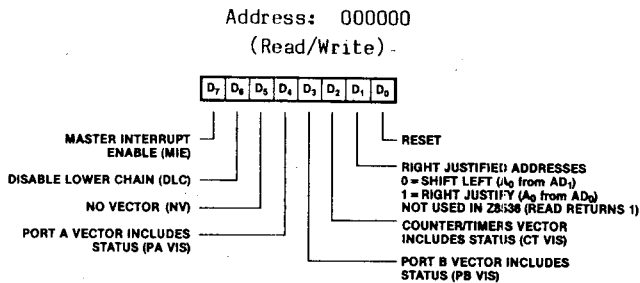 Address: 000000
(Read/Write)
D7 D6 D5 D4 D3 D2 D1 D0
MASTER INTERRUPT
ENABLE (MIE)
DISABLE LOWER CHAIN (DLC)
NO VECTOR (NV)
PORT A VECTOR INCLUDES
STATUS (PA VIS)
RESET
RIGHT JUSTIFIED ADDRESSES
0 = SHIFT LEFT (A0 from AD1)
1 = RIGHT JUSTIFY (A0 from AD0)
NOT USED IN Z8536 (READ RETURNS 1)
COUNTER/TIMERS VECTOR
INCLUDES STATUS (CT VIS)
PORT B VECTOR INCLUDES
STATUS (PB VIS)